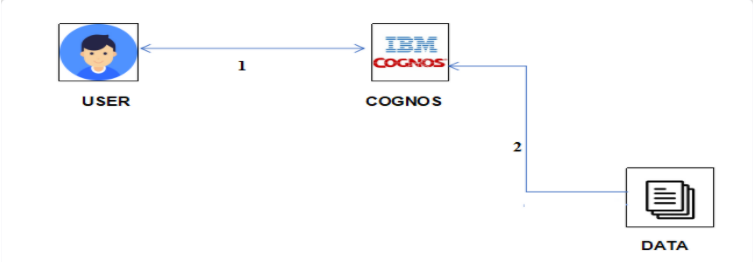 IBM
COGNOS
1
USER
COGNOS
2
DATA